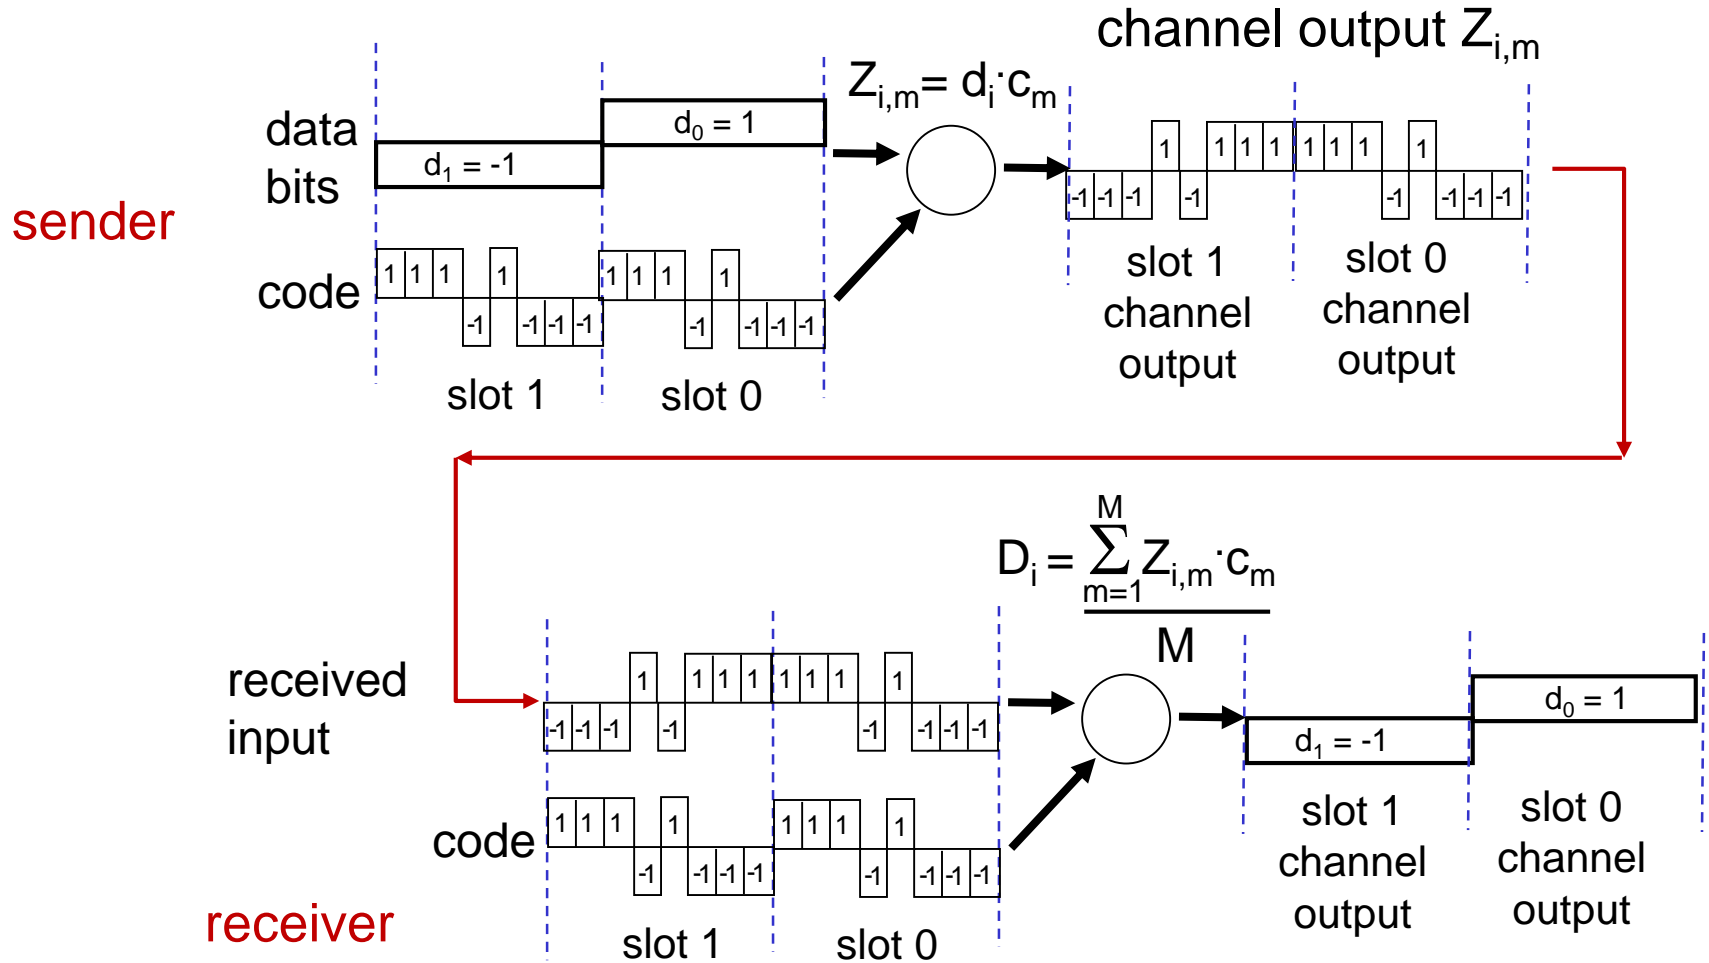 channel output Z_{i,m}
Z_{i,m} = d_i·c_m
data bits
d_0 = 1
d_1 = -1
1 1 1 1
-1 -1 -1 -1
1 1 1 1
-1 -1 -1 -1
sender
code
1 1 1 1 1 1 1 1
-1 -1 -1 -1 -1 -1 -1 -1
slot 1
slot 0
slot 1
channel
output
slot 0
channel
output
D_i = \frac{\sum_{m=1}^{M} Z_{i,m}·c_m}{M}
received
input
1 1 1 1 1 1 1 1
-1 -1 -1 -1 -1 -1 -1 -1
d_0 = 1
d_1 = -1
code
1 1 1 1 1 1 1 1
-1 -1 -1 -1 -1 -1 -1 -1
slot 1
channel
output
slot 0
channel
output
receiver
slot 1
slot 0